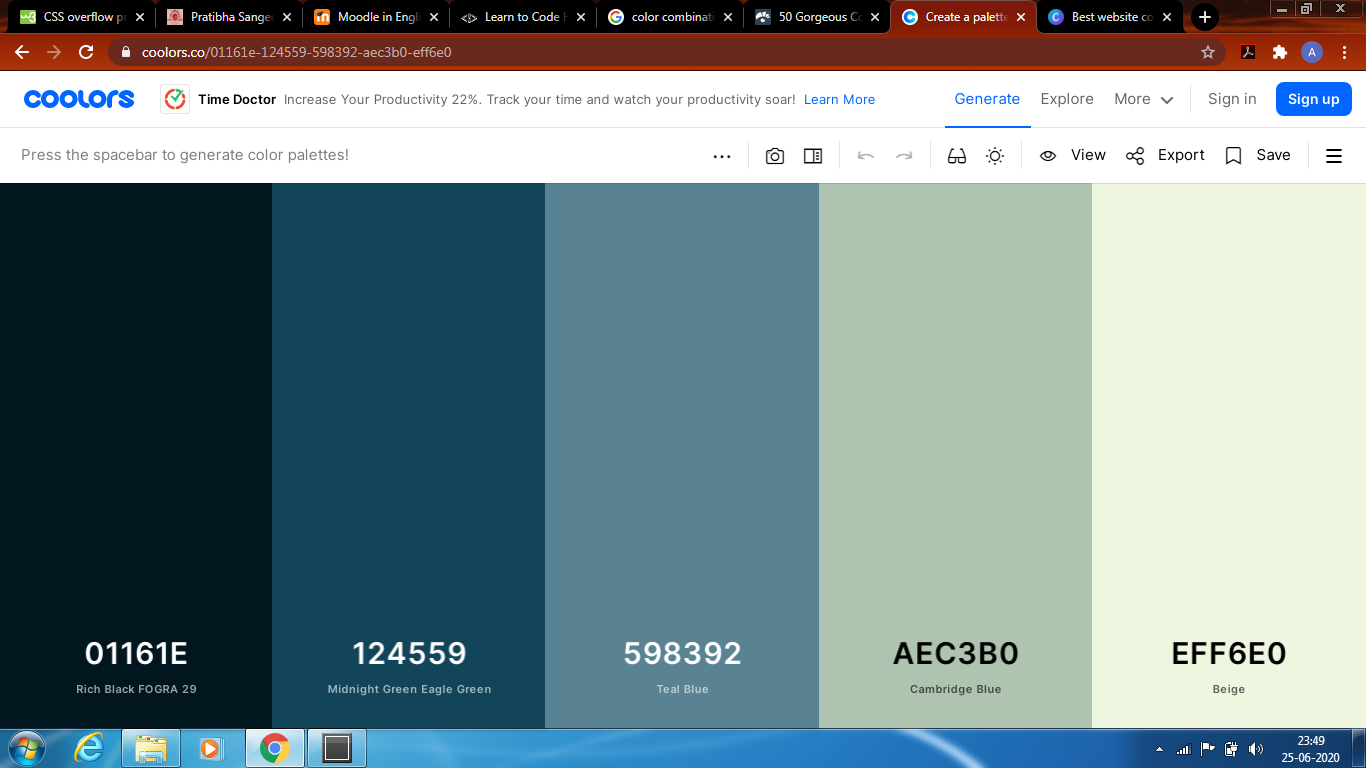 CSS overflow p
Pratibha Sange
Moodle in Engl
Learn to Code
color combinat
50 Gorgeous Co
Create a palette
Best website co
coolors.co/01161e-124559-598392-aec3b0-eff6e0
A
coolors
Time Doctor Increase Your Productivity 22%. Track your time and watch your productivity soar! Learn More
Generate
Explore
More
Sign in
Sign up
Press the spacebar to generate color palettes!
View
Export
Save
01161E
Rich Black FOGRA 29
124559
Midnight Green Eagle Green
598392
Teal Blue
AEC3B0
Cambridge Blue
EFF6E0
Beige
23:49
25-06-2020